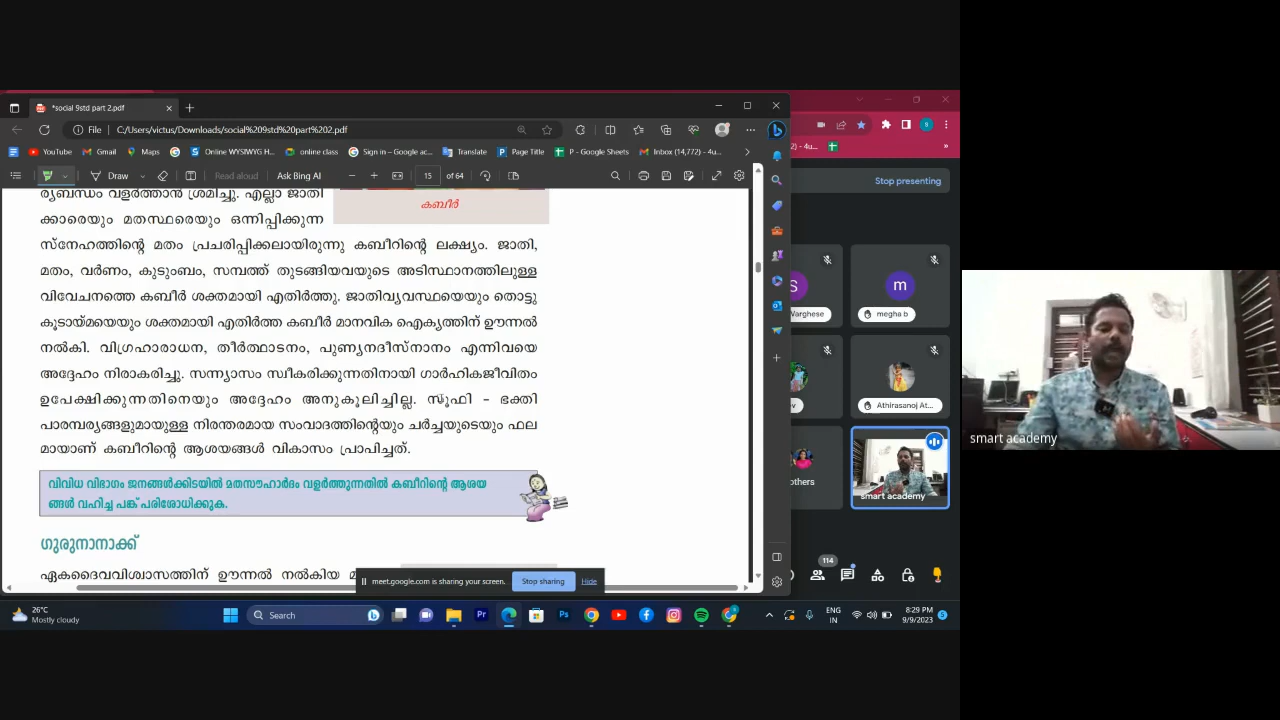 *social 9std part 2.pdf
File
C:/Users/victus/Downloads/social%209std%20part%202.pdf
YouTube Gmail Maps Online WYSIWYG H... online class Sign in – Google ac... Translate Page Title P - Google Sheets Inbox (14,772) – 4u...
Draw Read aloud Ask Bing AI 15 of 64
ര്യബന്ധം വളർത്താൻ ശ്രമിച്ചു. എല്ലാ ജാതി
ക്കാരെയും മതസ്ഥരെയും ഒന്നിപ്പിക്കുന്ന
കബീർ
സ്നേഹത്തിന്റെ മതം പ്രചരിപ്പിക്കലായിരുന്നു കബീറിന്റെ ലക്ഷ്യം. ജാതി,
മതം, വർണം, കുടുംബം, സമ്പത്ത് തുടങ്ങിയവയുടെ അടിസ്ഥാനത്തിലുള്ള
വിവേചനത്തെ കബീർ ശക്തമായി എതിർത്തു. ജാതിവ്യവസ്ഥയെയും തൊട്ടു
കൂടായ്മയെയും ശക്തമായി എതിർത്ത കബീർ മാനവിക ഐക്യത്തിന് ഊന്നൽ
നൽകി. വിഗ്രഹാരാധന, തീർത്ഥാടനം, പുണ്യനദീസ്നാനം എന്നിവയെ
അദ്ദേഹം നിരാകരിച്ചു. സന്ന്യാസം സ്വീകരിക്കുന്നതിനായി ഗാർഹികജീവിതം
ഉപേക്ഷിക്കുന്നതിനെയും അദ്ദേഹം അനുകൂലിച്ചില്ല. സൂഫി - ഭക്തി
പാരമ്പര്യങ്ങളുമായുള്ള നിരന്തരമായ സംവാദത്തിന്റെയും ചർച്ചയുടെയും ഫല
മായാണ് കബീറിന്റെ ആശയങ്ങൾ വികാസം പ്രാപിച്ചത്.
വിവിധ വിഭാഗം ജനങ്ങൾക്കിടയിൽ മതസൗഹാർദം വളർത്തുന്നതിൽ കബീറിന്റെ ആശയ
ങ്ങൾ വഹിച്ച പങ്ക് പരിശോധിക്കുക.
ഗുരുനാനാക്ക്
ഏകദൈവവിശ്വാസത്തിന് ഊന്നൽ നൽകിയ
meet.google.com is sharing your screen. Stop sharing Hide
2) - 4u...
Stop presenting
Varghese
megha b
Athirasanoj At...
others
smart academy
114
smart academy
26°C
Mostly cloudy
Search
ENG
IN
8:29 PM
9/9/2023